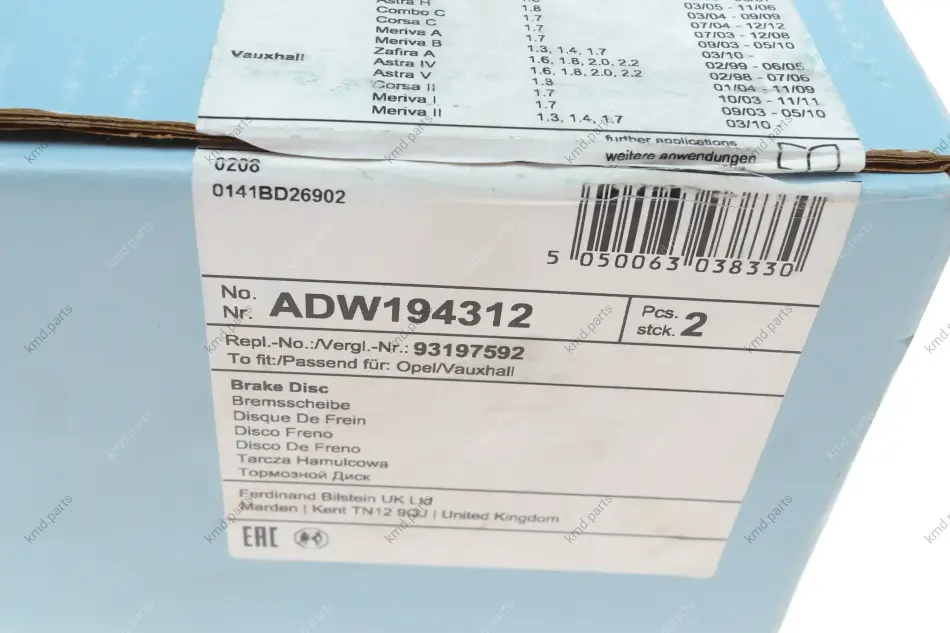 Astra H
Combo C 1.8 03/05 - 11/06
Corsa C 1.7 03/04 - 09/09
Meriva A 1.7 07/04 - 12/12
Meriva B 1.7 07/03 - 12/08
Zafira A 1.3, 1.4, 1.7 09/03 - 05/10
Vauxhall Astra IV 1.6, 1.8, 2.0, 2.2 03/10 -
Astra V 1.6, 1.8, 2.0, 2.2 02/99 - 06/05
Corsa II 1.8 02/98 - 07/06
Meriva I 1.7 01/04 - 11/09
Meriva II 1.7 10/03 - 11/11
1.3, 1.4, 1.7 09/03 - 05/10
03/10
further applications
weitere anwendungen
0206
0141BD26902
5 050063 038330
No.
Nr. ADW194312
Pcs.
stck. 2
Repl.-No.:/Vergl.-Nr.: 93197592
To fit:/Passend für: Opel/Vauxhall
Brake Disc
Bremsscheibe
Disque De Frein
Disco Freno
Disco De Freno
Tarcza Hamulcowa
Тормозной Диск
Ferdinand Bilstein UK Ltd
Marden | Kent TN12 9QJ | United Kingdom
EAC
kmd.parts